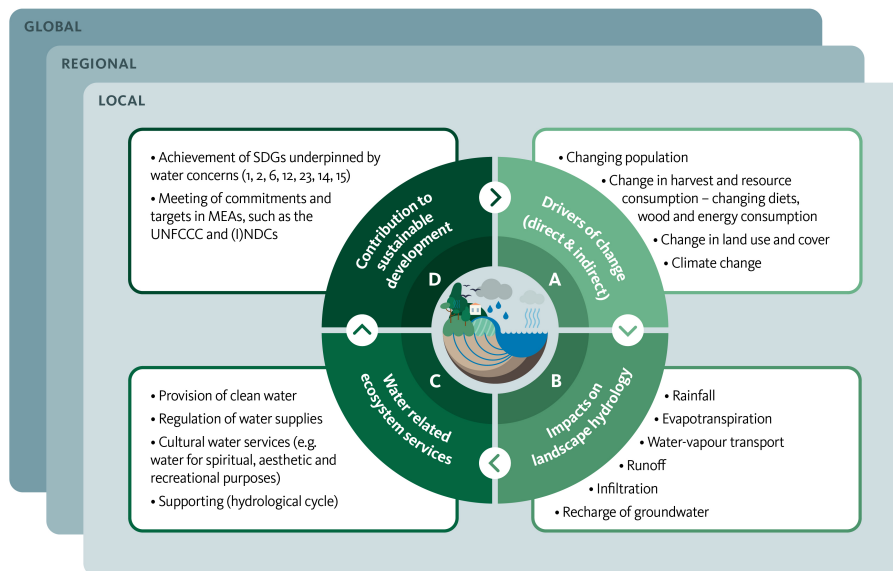 GLOBAL
REGIONAL
LOCAL
• Achievement of SDGs underpinned by
water concerns (1, 2, 6, 12, 23, 14, 15)
• Meeting of commitments and
targets in MEAs, such as the
UNFCCC and (I)NDCs
• Changing population
• Change in harvest and resource
consumption – changing diets,
wood and energy consumption
• Change in land use and cover
• Climate change
Contribution to
sustainable
development
D
Drivers of change
(direct & indirect)
A
Water related
ecosystem services
C
Impacts on
landscape hydrology
B
• Provision of clean water
• Regulation of water supplies
• Cultural water services (e.g.
water for spiritual, aesthetic and
recreational purposes)
• Supporting (hydrological cycle)
• Rainfall
• Evapotranspiration
• Water-vapour transport
• Runoff
• Infiltration
• Recharge of groundwater